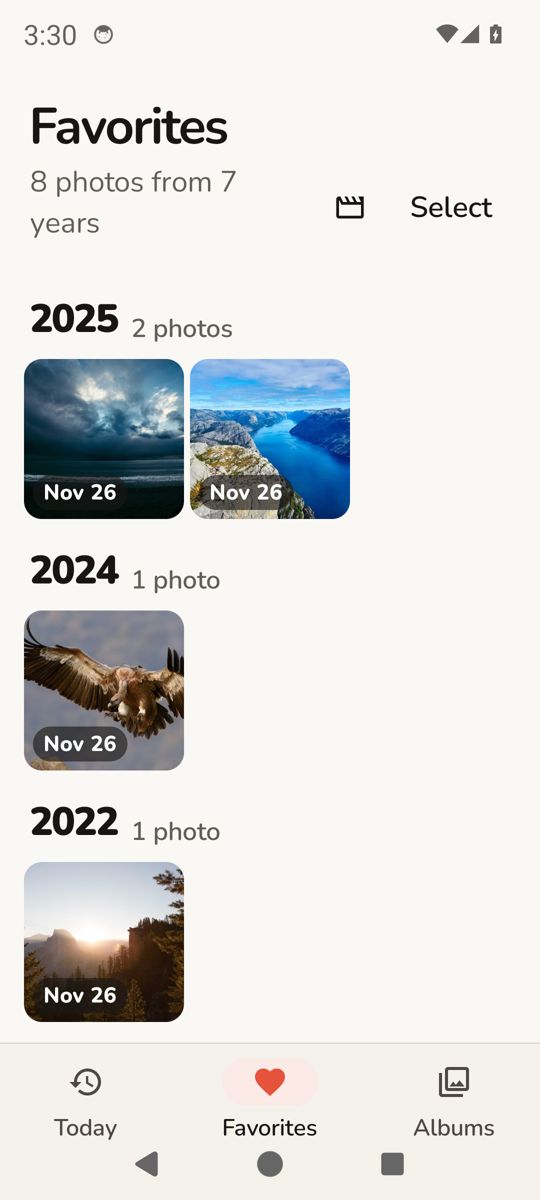 3:30
Favorites
8 photos from 7
years
Select
2025 2 photos
Nov 26
Nov 26
2024 1 photo
Nov 26
2022 1 photo
Nov 26
Today
Favorites
Albums